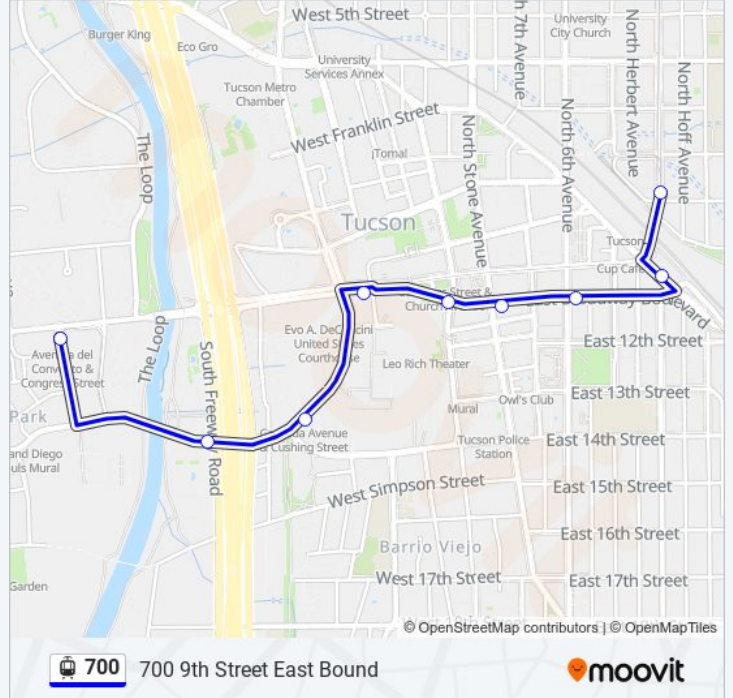 West 5th Street
Burger King
Eco Gro
University
City Church
7th Avenue
North Herbert Avenue
University
Services Annex
Tucson Metro
Chamber
North Hoff Avenue
West Franklin Street
The Loop
¡Toma!
North Stone Avenue
North 6th Avenue
Tucson
Tucson
Cup Cafe
Street &
Church
East Broadway Boulevard
Evo A. DeConcini
United States
Courthouse
East 12th Street
Avenida del
Convento &
Congress Street
The Loop
South Freeway Road
Leo Rich Theater
East 13th Street
Owl's Club
Park
Mural
Granada Avenue
& Cushing Street
Tucson Police
Station
East 14th Street
and Diego
uls Mural
West Simpson Street
East 15th Street
East 16th Street
Barrio Viejo
West 17th Street
East 17th Street
Garden
© OpenStreetMap contributors | © OpenMapTiles
700
700 9th Street East Bound
moovit